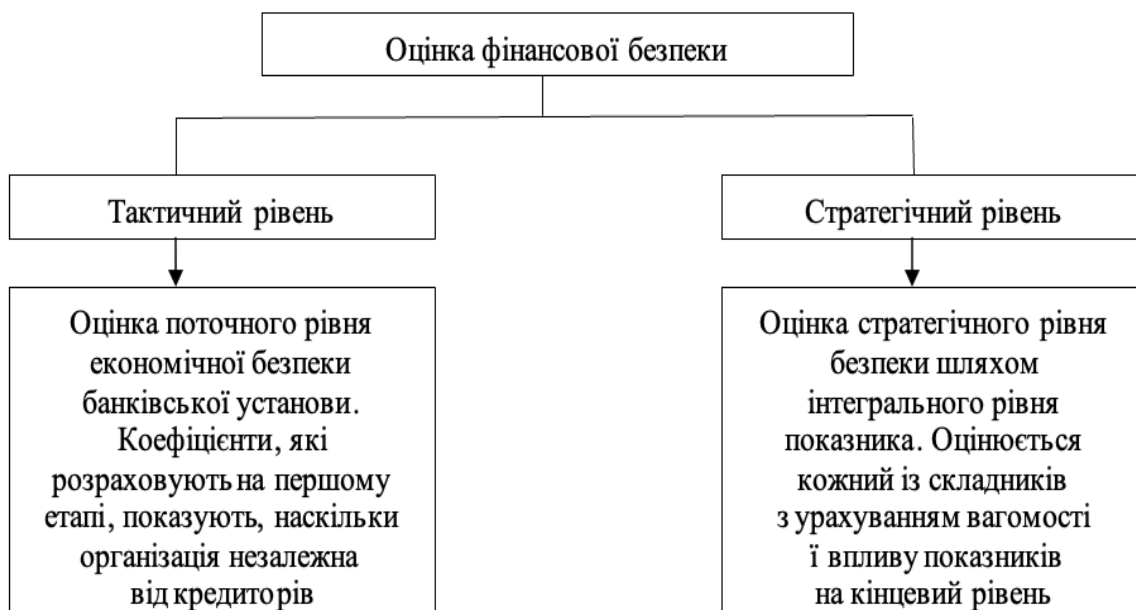 Оцінка фінансової безпеки
Тактичний рівень
Стратегічний рівень
Оцінка поточного рівня
економічної безпеки
банківської установи.
Коефіцієнти, які
розраховують на першому
етапі, показують, наскільки
організація незалежна
від кредиторів
Оцінка стратегічного рівня
безпеки шляхом
інтегрального рівня
показника. Оцінюється
кожний із складників
з урахуванням вагомості
ї впливу показників
на кінцевий рівень